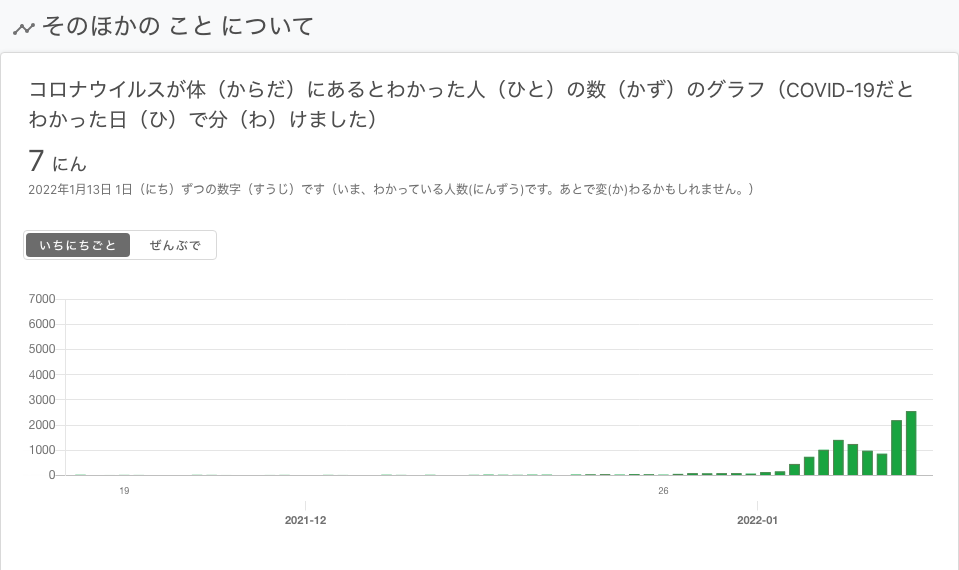 そのほかの こと について
コロナウイルスが体（からだ）にあるとわかった人（ひと）の数（かず）のグラフ（COVID-19だと
わかった日（ひ）で分（わ）けました）
7 にん
2022年1月13日 1日（にち）ずつの数字（すうじ）です（いま、わかっている人数(にんずう)です。あとで変(か)わるかもしれません。）
いちにちごと ぜんぶで
7000
6000
5000
4000
3000
2000
1000
0
19 26
2021-12 2022-01